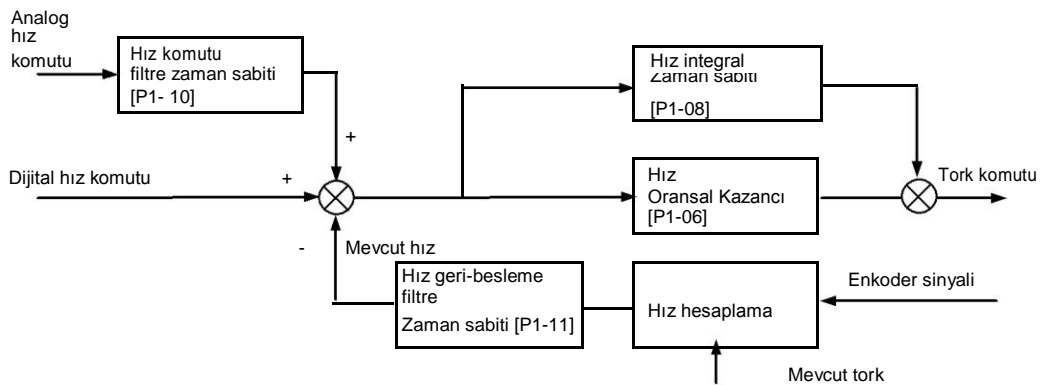 Analog
hız
komutu
Hız komutu
filtre zaman sabiti
[P1- 10]
Hız integral
Zaman sabiti
[P1-08]
+
Dijital hız komutu
+
Hız
Oransal Kazancı
[P1-06]
Tork komutu
-
Mevcut hız
Hız geri-besleme
filtre
Zaman sabiti [P1-11]
Hız hesaplama
Enkoder sinyali
Mevcut tork